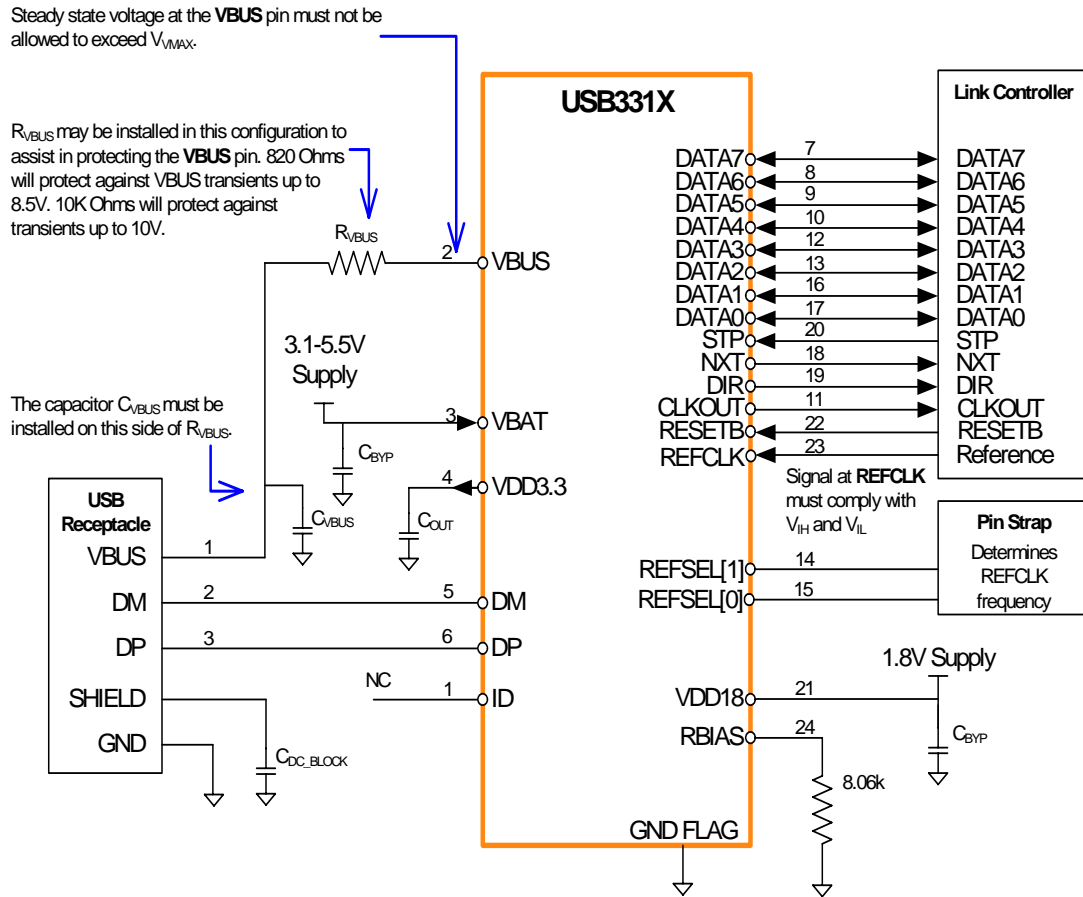 Steady state voltage at the VBUS pin must not be
allowed to exceed VVMAX.
RVBUS may be installed in this configuration to
assist in protecting the VBUS pin. 820 Ohms
will protect against VBUS transients up to
8.5V. 10K Ohms will protect against
transients up to 10V.
RVBUS
2
VBUS
3.1-5.5V
Supply
The capacitor CVBUS must be
installed on this side of RVBUS.
3
VBAT
CBYP
4
VDD3.3
CVBUS
COUT
USB
Receptacle
VBUS
1
DM
2
5
DM
DP
3
6
DP
SHIELD
NC
1
ID
GND
CDC_BLOCK
USB331X
Link Controller
DATA7
7
DATA7
DATA6
8
DATA6
DATA5
9
DATA5
DATA4
10
DATA4
DATA3
12
DATA3
DATA2
13
DATA2
DATA1
16
DATA1
DATA0
17
DATA0
STP
20
STP
NXT
18
NXT
DIR
19
DIR
CLKOUT
11
CLKOUT
RESETB
22
RESETB
REFCLK
23
Reference
Signal at REFCLK
must comply with
VIH and VIL
Pin Strap
Determines
REFCLK
frequency
REFSEL[1]
14
REFSEL[0]
15
1.8V Supply
VDD18
21
RBIAS
24
CBYP
8.06k
GND FLAG